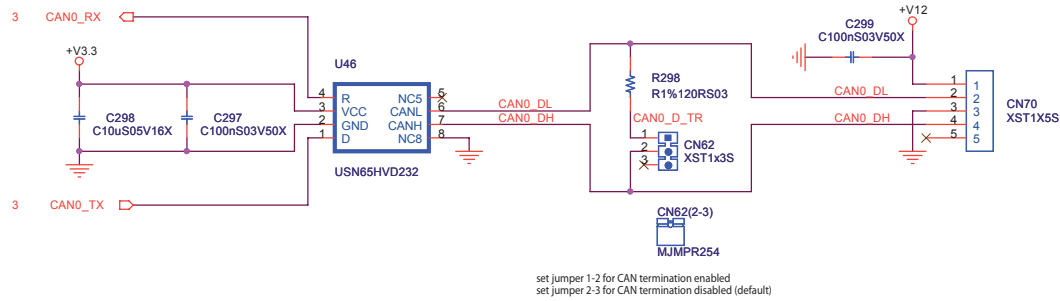 3 CAN0_RX
+V3.3
C298
C10uS05V16X
C297
C100nS03V50X
3 CAN0_TX
U46
4 R
3 VCC
2 GND
1 D
NC5 5
CANL 6
CANH 7
NC8 8
USN65HVD232
CAN0_DL
CAN0_DH
R298
R1%120RS03
CAN0_D_TR
1
2
3
CN62
XST1x3S
CN62(2-3)
MJMPR254
C299
C100nS03V50X
+V12
CAN0_DL
CAN0_DH
1 1
2 2
3 3
4 4
5 5
CN70
XST1X5S
set jumper 1-2 for CAN termination enabled
set jumper 2-3 for CAN termination disabled (default)